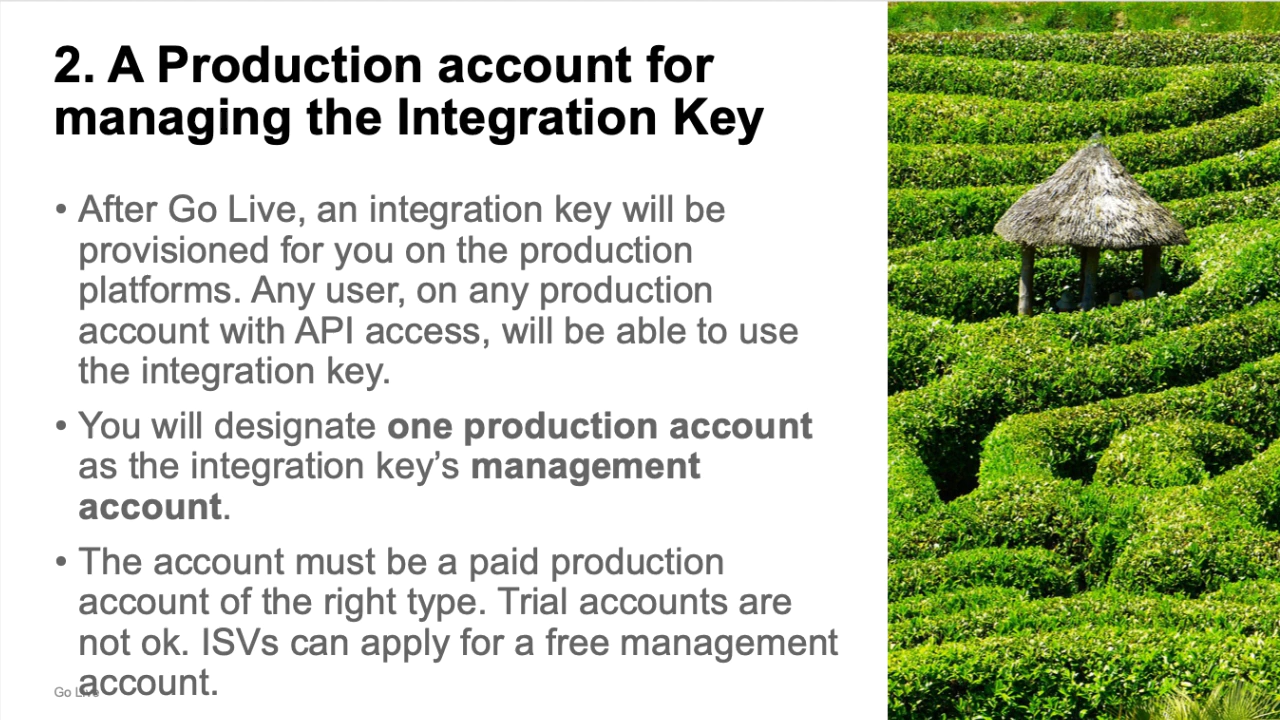 2. A Production account for
managing the Integration Key
• After Go Live, an integration key will be
provisioned for you on the production
platforms. Any user, on any production
account with API access, will be able to use
the integration key.
• You will designate one production account
as the integration key’s management
account.
• The account must be a paid production
account of the right type. Trial accounts are
not ok. ISVs can apply for a free management
account.
Go Live